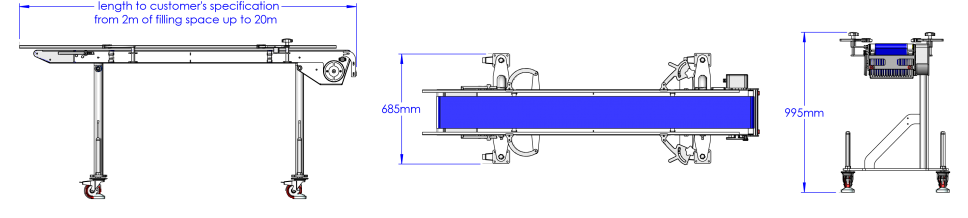 length to customer's specification
from 2m of filling space up to 20m
685mm
995mm